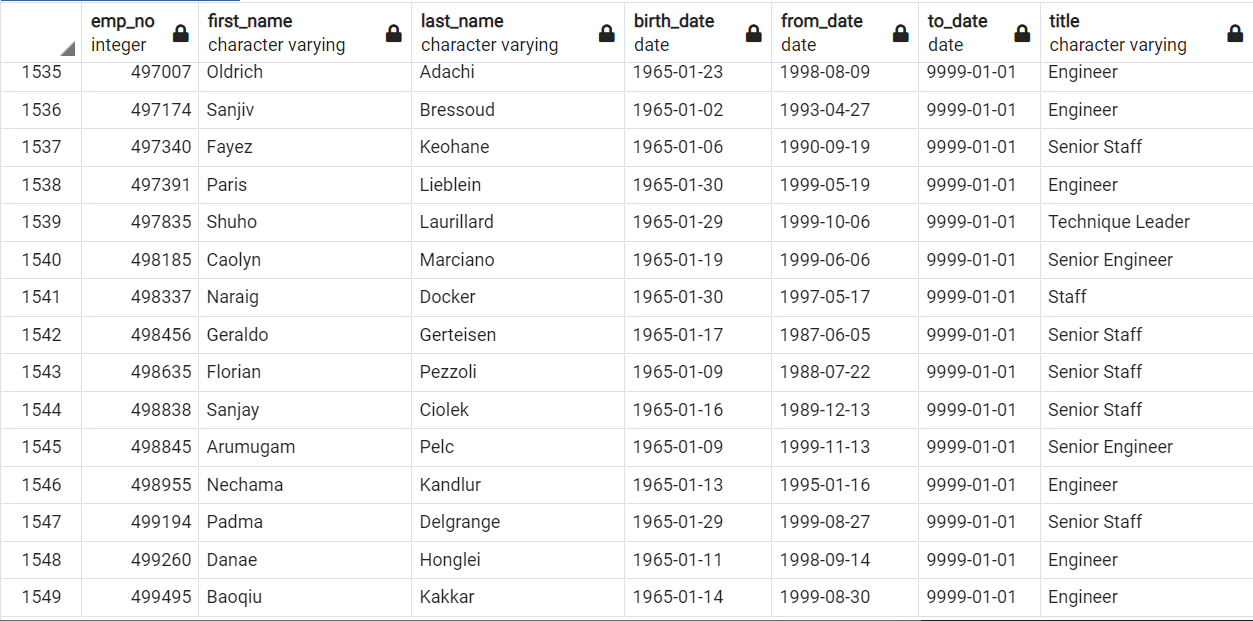 emp_no first_name last_name birth_date from_date to_date title
integer character varying character varying date date date character varying
1535 497007 Oldrich Adachi 1965-01-23 1998-08-09 9999-01-01 Engineer
1536 497174 Sanjiv Bressoud 1965-01-02 1993-04-27 9999-01-01 Engineer
1537 497340 Fayez Keohane 1965-01-06 1990-09-19 9999-01-01 Senior Staff
1538 497391 Paris Lieblein 1965-01-30 1999-05-19 9999-01-01 Engineer
1539 497835 Shuho Laurillard 1965-01-29 1999-10-06 9999-01-01 Technique Leader
1540 498185 Caolyn Marciano 1965-01-19 1999-06-06 9999-01-01 Senior Engineer
1541 498337 Naraig Docker 1965-01-30 1997-05-17 9999-01-01 Staff
1542 498456 Geraldo Gerteisen 1965-01-17 1987-06-05 9999-01-01 Senior Staff
1543 498635 Florian Pezzoli 1965-01-09 1988-07-22 9999-01-01 Senior Staff
1544 498838 Sanjay Ciolek 1965-01-16 1989-12-13 9999-01-01 Senior Staff
1545 498845 Arumugam Pelc 1965-01-09 1999-11-13 9999-01-01 Senior Engineer
1546 498955 Nechama Kandlur 1965-01-13 1995-01-16 9999-01-01 Engineer
1547 499194 Padma Delgrange 1965-01-29 1999-08-27 9999-01-01 Senior Staff
1548 499260 Danae Honglei 1965-01-11 1998-09-14 9999-01-01 Engineer
1549 499495 Baoqiu Kakkar 1965-01-14 1999-08-30 9999-01-01 Engineer